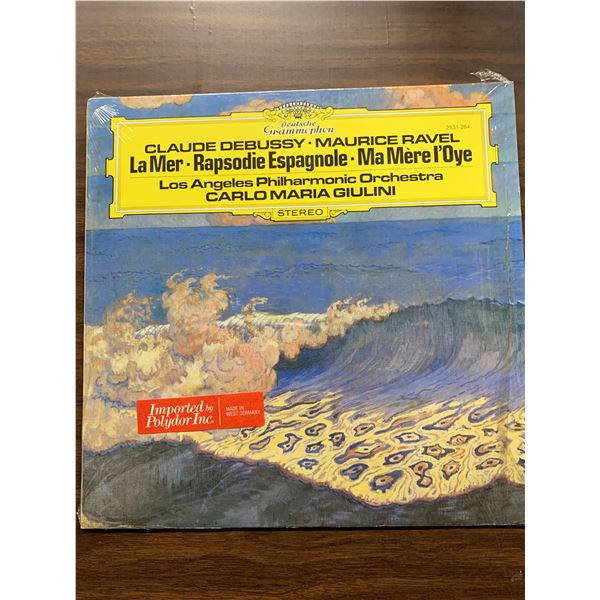 Deutsche
Grammophon
2531 264
CLAUDE DEBUSSY · MAURICE RAVEL
La Mer · Rapsodie Espagnole · Ma Mère l'Oye
Los Angeles Philharmonic Orchestra
CARLO MARIA GIULINI
STEREO
Imported by
Polydor Inc.
MADE IN
WEST GERMANY